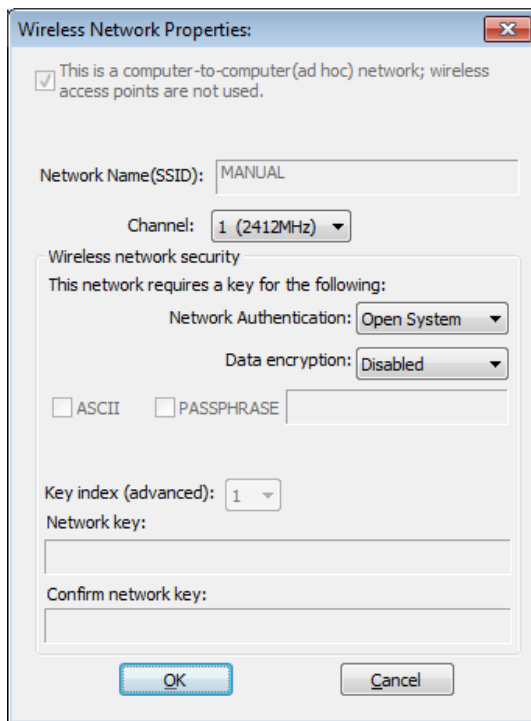 Wireless Network Properties:
This is a computer-to-computer(ad hoc) network; wireless
access points are not used.
Network Name(SSID): MANUAL
Channel: 1 (2412MHz)
Wireless network security
This network requires a key for the following:
Network Authentication: Open System
Data encryption: Disabled
ASCII PASSPHRASE
Key index (advanced): 1
Network key:
Confirm network key:
OK Cancel